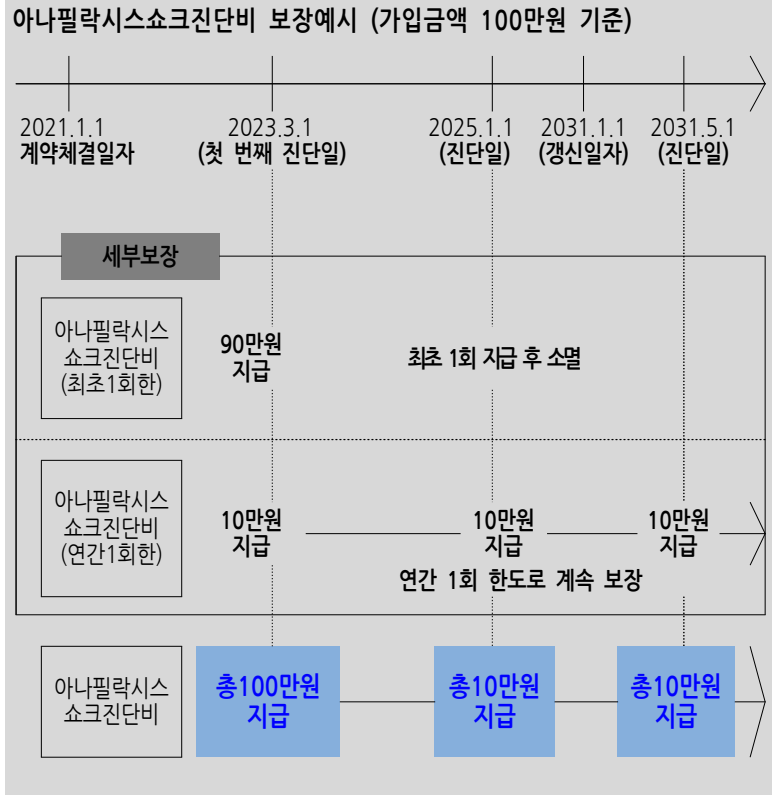 아나필락시스쇼크진단비 보장예시 (가입금액 100만원 기준)
2021.1.1
계약체결일자
2023.3.1
(첫 번째 진단일)
2025.1.1
(진단일)
2031.1.1
(갱신일자)
2031.5.1
(진단일)
세부보장
아나필락시스
쇼크진단비
(최초1회한)
90만원
지급
최초 1회 지급 후 소멸
아나필락시스
쇼크진단비
(연간1회한)
10만원
지급
10만원
지급
10만원
지급
연간 1회 한도로 계속 보장
아나필락시스
쇼크진단비
총100만원
지급
총10만원
지급
총10만원
지급